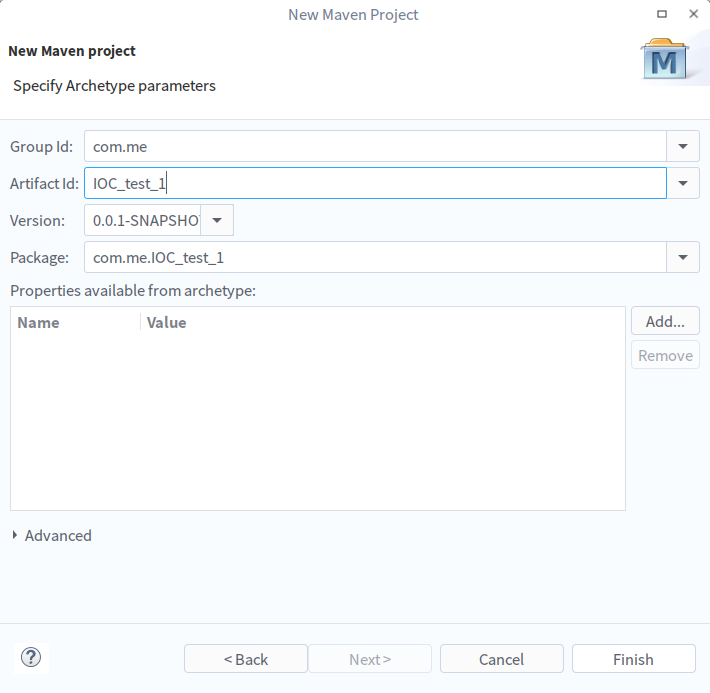 New Maven Project
New Maven project
Specify Archetype parameters
M
Group Id: com.me
Artifact Id: IOC_test_1
Version: 0.0.1-SNAPSHO
Package: com.me.IOC_test_1
Properties available from archetype:
Name Value
Add...
Remove
Advanced
? < Back Next > Cancel Finish